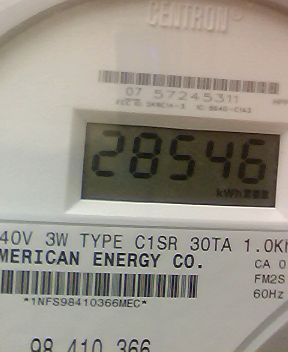 CENTRON®
07 57245311
28546
kWh
40V 3W TYPE C1SR 30TA 1.0Kh
MERICAN ENERGY CO.
CA 0
FM2S
60Hz
*1NFS98410366MEC*
98 410 366